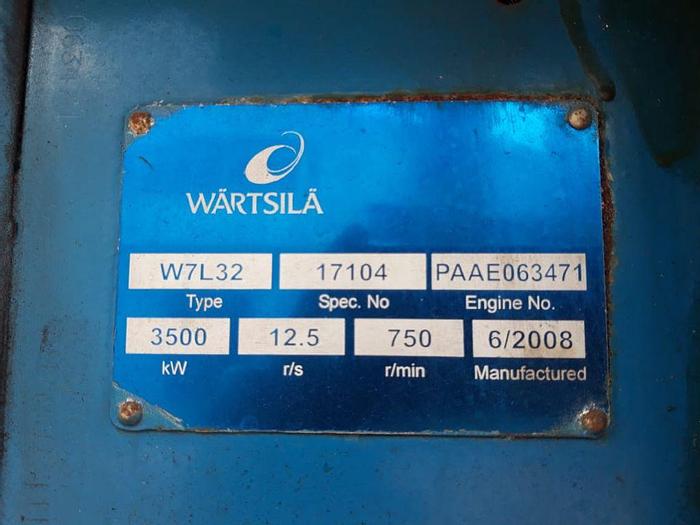 WÄRTSILÄ
W7L32 17104 PAAE063471
Type Spec. No Engine No.
3500 12.5 750 6/2008
kW r/s r/min Manufactured